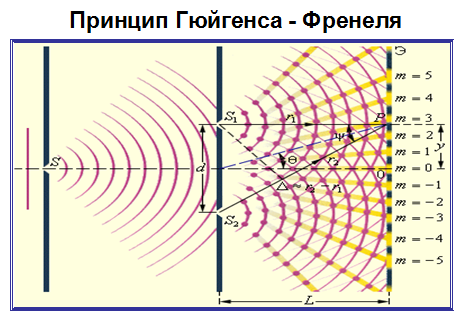 Принцип Гюйгенса - Френеля
Э
m = 5
m = 4
S₁ r₁ P m = 3
m = 2
ψ y
m = 1
S d Θ r₂ 0 m = 0
Δ ≈ r₂ − r₁ m = −1
m = −2
S₂ m = −3
m = −4
m = −5
L